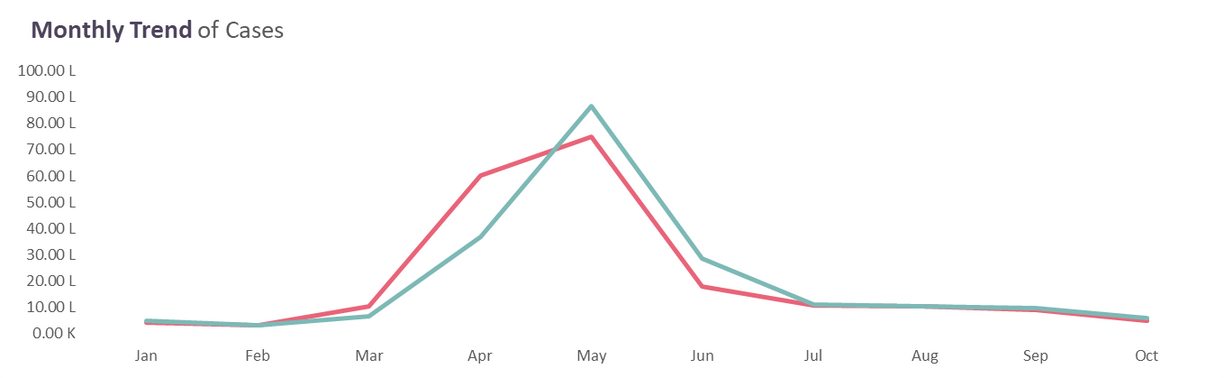 Monthly Trend of Cases
100.00 L
90.00 L
80.00 L
70.00 L
60.00 L
50.00 L
40.00 L
30.00 L
20.00 L
10.00 L
0.00 K
Jan Feb Mar Apr May Jun Jul Aug Sep Oct